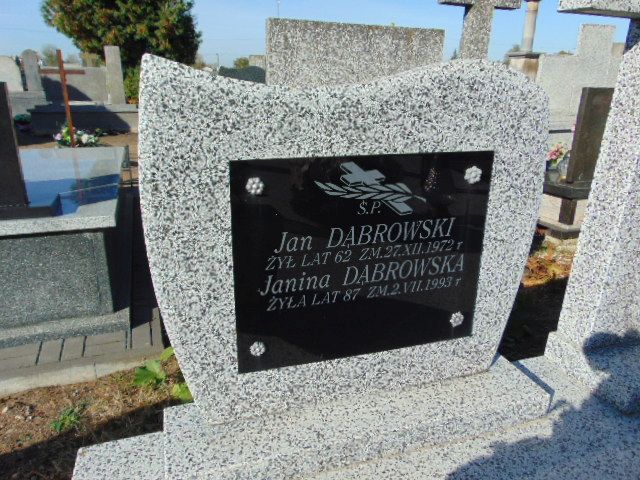 Ś.P.
Jan DĄBROWSKI
ŻYŁ LAT 62 ZM.27.XII.1972 r
Janina DĄBROWSKA
ŻYŁA LAT 87 ZM.2.VII.1993 r